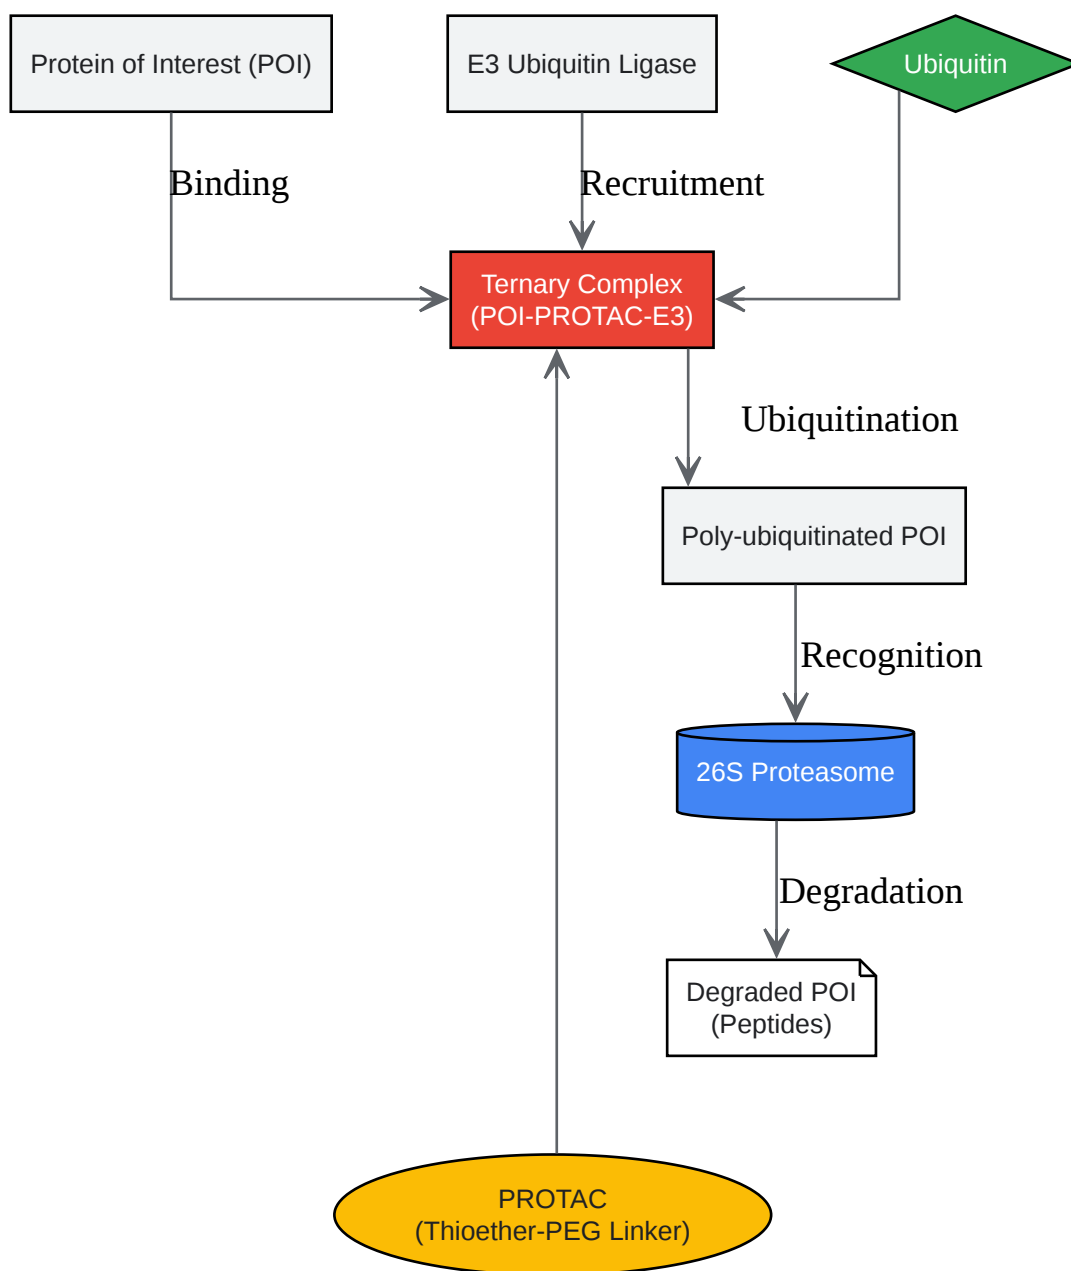 Protein of Interest (POI)
E3 Ubiquitin Ligase
Ubiquitin
Binding
Recruitment
Ternary Complex
(POI-PROTAC-E3)
Ubiquitination
Poly-ubiquitinated POI
Recognition
26S Proteasome
Degradation
Degraded POI
(Peptides)
PROTAC
(Thioether-PEG Linker)